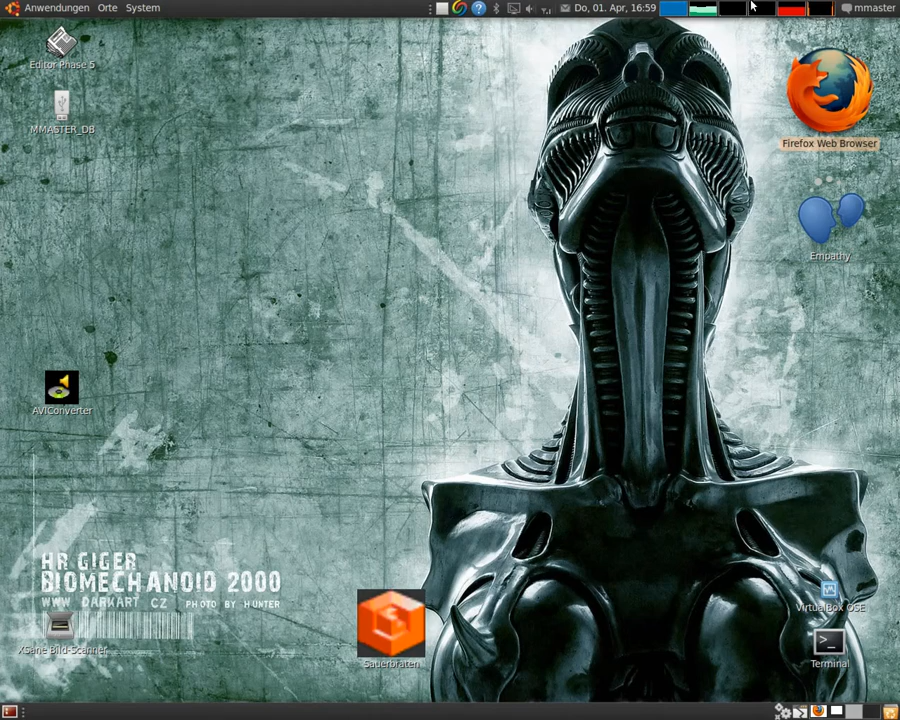 Anwendungen Orte System
Do, 01. Apr, 16:59
mmaster
Editor Phase 5
MMASTER_DB
Firefox Web Browser
Empathy
AVIConverter
HR GIGER
BIOMECHANOID 2000
WWW DARKART CZ PHOTO BY HUNTER
VirtualBox OSE
XSane Bild-Scanner
Sauerbraten
Terminal